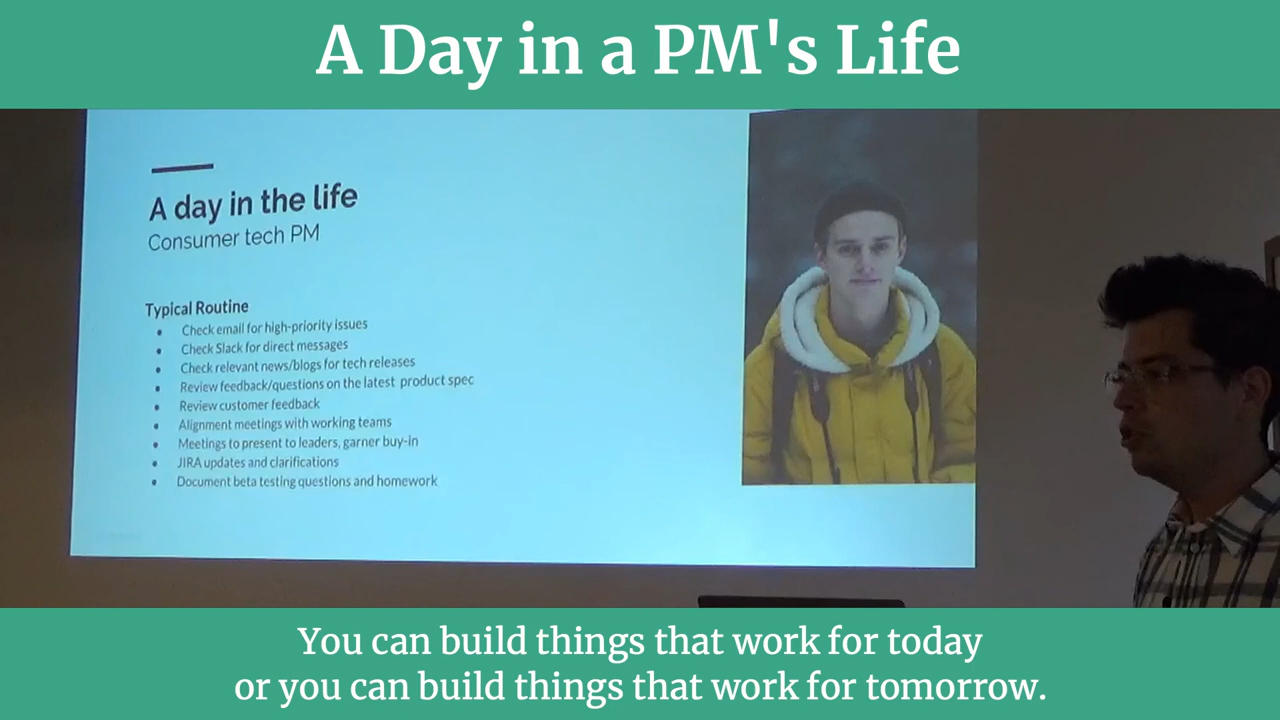 A Day in a PM's Life
A day in the life
Consumer tech PM
Typical Routine
Check email for high-priority issues
Check Slack for direct messages
Check relevant news/blogs for tech releases
Review feedback/questions on the latest product spec
Review customer feedback
Alignment meetings with working teams
Meetings to present to leaders, garner buy-in
JIRA updates and clarifications
Document beta testing questions and homework
You can build things that work for today
or you can build things that work for tomorrow.